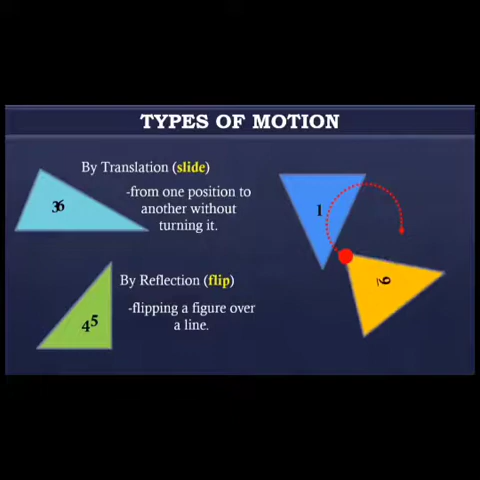 TYPES OF MOTION
By Translation (slide)
-from one position to
another without
turning it.
36
1
By Reflection (flip)
-flipping a figure over
a line.
45